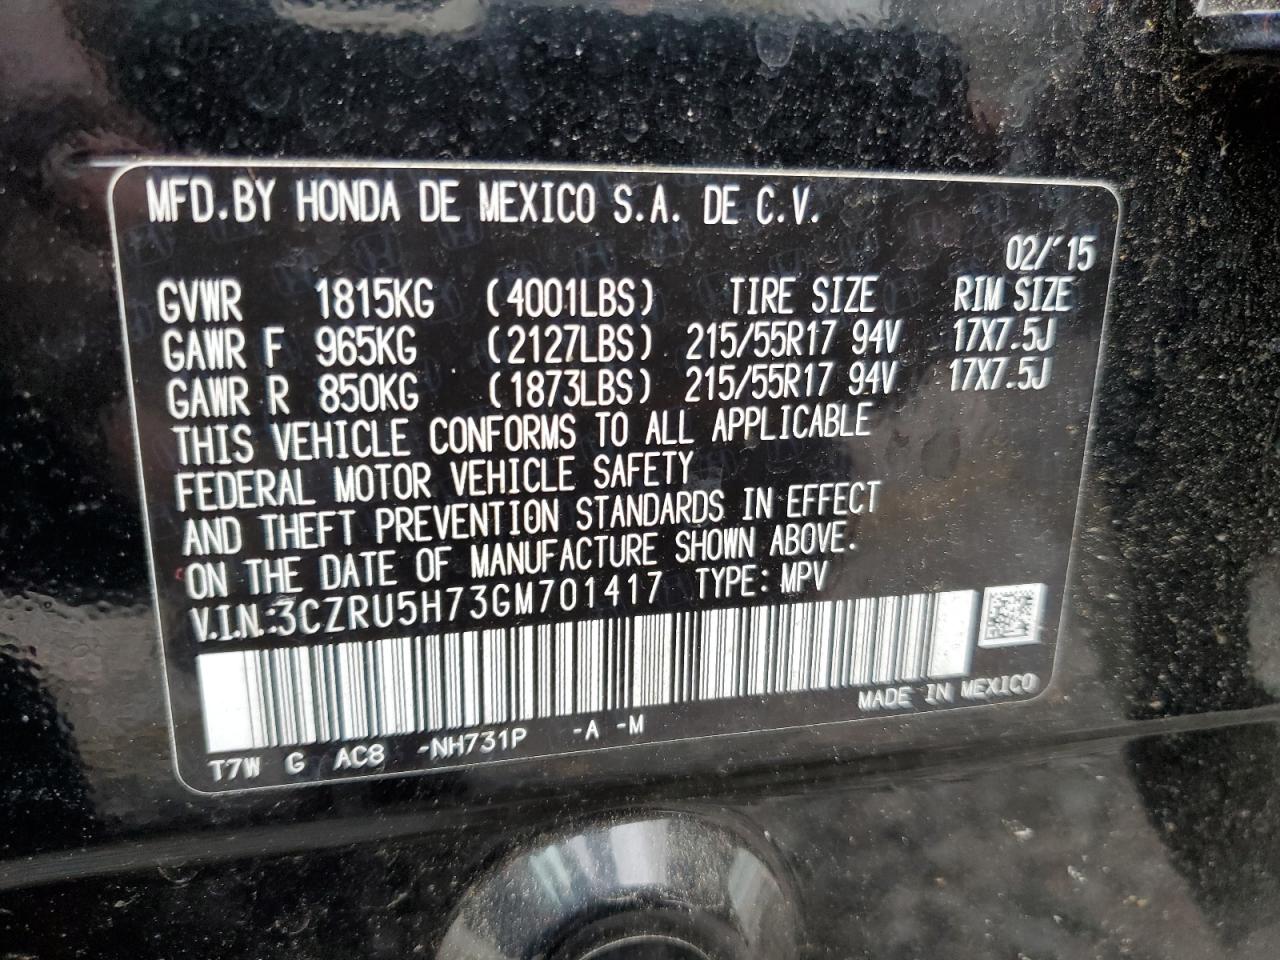 MFD.BY HONDA DE MEXICO S.A. DE C.V.
02/'15
GVWR 1815KG (4001LBS) TIRE SIZE RIM SIZE
GAWR F 965KG (2127LBS) 215/55R17 94V 17X7.5J
GAWR R 850KG (1873LBS) 215/55R17 94V 17X7.5J
THIS VEHICLE CONFORMS TO ALL APPLICABLE
FEDERAL MOTOR VEHICLE SAFETY
AND THEFT PREVENTION STANDARDS IN EFFECT
ON THE DATE OF MANUFACTURE SHOWN ABOVE.
V.I.N.:3CZRU5H73GM701417 TYPE: MPV
MADE IN MEXICO
T7W G AC8 -NH731P -A -M